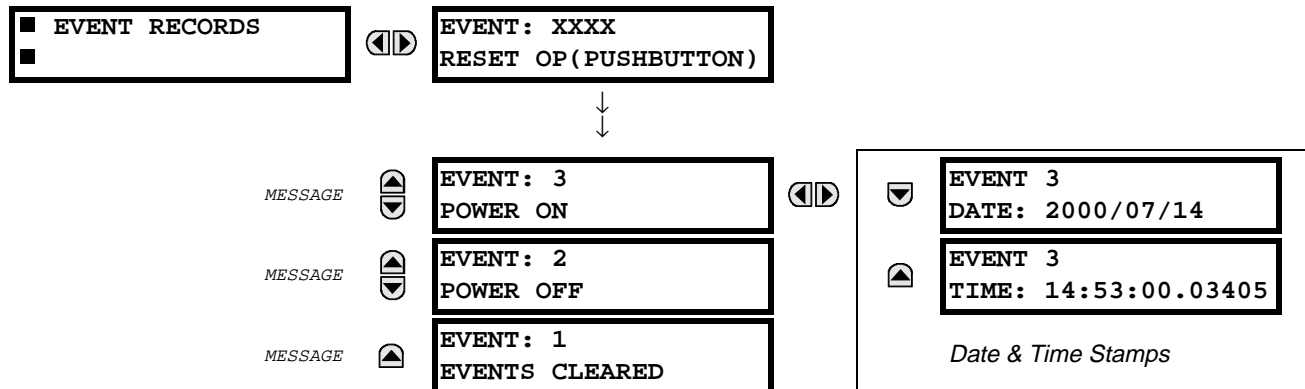 EVENT RECORDS
EVENT: XXXX
RESET OP(PUSHBUTTON)
MESSAGE
EVENT: 3
POWER ON
EVENT 3
DATE: 2000/07/14
MESSAGE
EVENT: 2
POWER OFF
EVENT 3
TIME: 14:53:00.03405
MESSAGE
EVENT: 1
EVENTS CLEARED
Date & Time Stamps